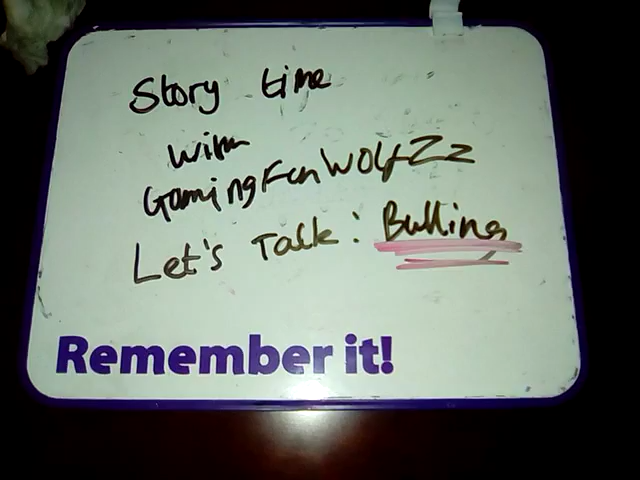 Story time
with
GamingFunWolfZz
Let's Talk: Bulling
Remember it!